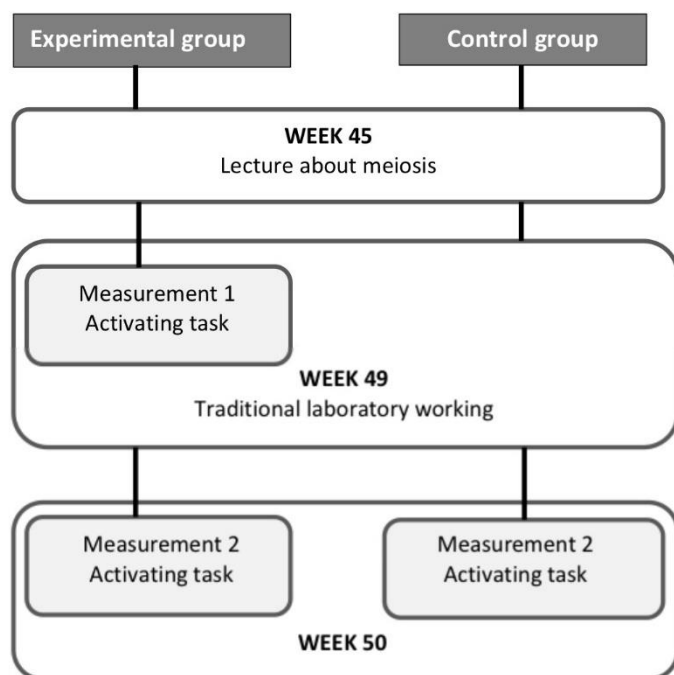 Experimental group
Control group
WEEK 45
Lecture about meiosis
Measurement 1
Activating task
WEEK 49
Traditional laboratory working
Measurement 2
Activating task
Measurement 2
Activating task
WEEK 50